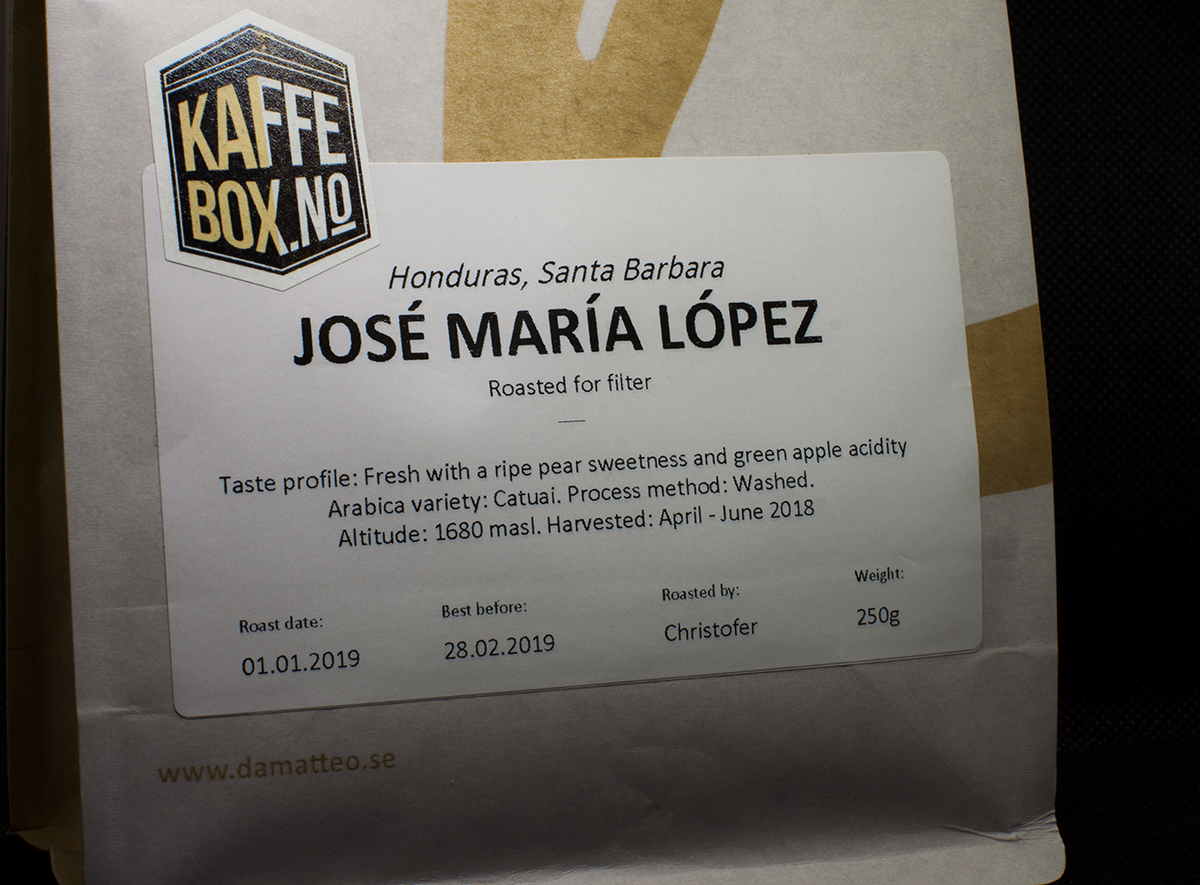 KAFFE
BOX.NO
Honduras, Santa Barbara
JOSÉ MARÍA LÓPEZ
Roasted for filter
Taste profile: Fresh with a ripe pear sweetness and green apple acidity
Arabica variety: Catuai. Process method: Washed.
Altitude: 1680 masl. Harvested: April - June 2018
Roast date: Best before: Roasted by: Weight:
01.01.2019 28.02.2019 Christofer 250g
www.damatteo.se